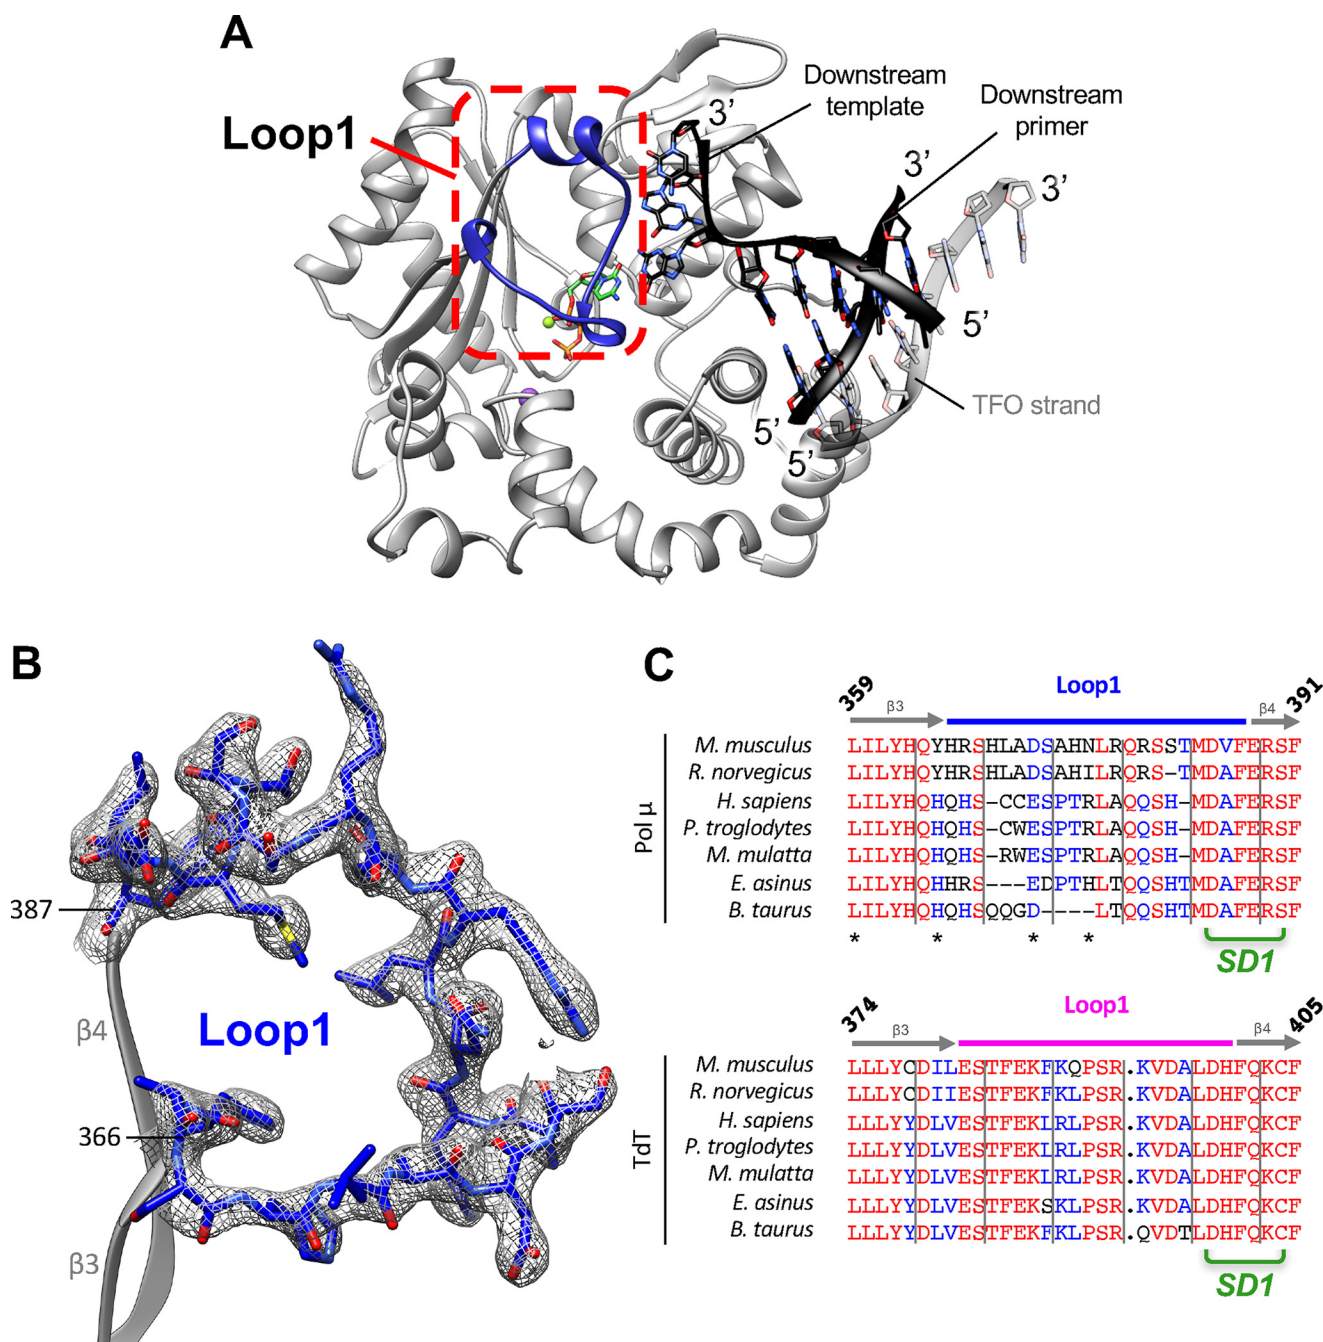 A
Loop1
Downstream
template
Downstream
primer
3’
3’
3’
5’
5’
5’
TFO strand
B
387
β4
Loop1
366
β3
C
359
β3
Loop1
β4
391
Pol μ
M. musculus LILYHQYHRSHLADSAHNLRQRSSTMDVFERSF
R. norvegicus LILYHQYHRSHLADSAHILRQRS-TMDAFERSF
H. sapiens LILYHQHQHS-CCESPTRLAQQSH-MDAFERSF
P. troglodytes LILYHQHQHS-CWESPTRLAQQSH-MDAFERSF
M. mulatta LILYHQHQHS-RWESPTRLAQQSH-MDAFERSF
E. asinus LILYHQHHRS---EDPTHLTQQSHTMDAFERSF
B. taurus LILYHQHQHSQQGD----LTQQSHTMDAFERSF
* * * *
SD1
374
β3
Loop1
β4
405
TdT
M. musculus LLLYCDILESTFEKFKQPSR.KVDALDHFQKCF
R. norvegicus LLLYCDIIESTFEKFKLPSR.KVDALDHFQKCF
H. sapiens LLLYYDLVESTFEKLRLPSR.KVDALDHFQKCF
P. troglodytes LLLYYDLVESTFEKLRLPSR.KVDALDHFQKCF
M. mulatta LLLYYDLVESTFEKLRLPSR.KVDALDHFQKCF
E. asinus LLLYYDLVESTFEKSKLPSR.KVDALDHFQKCF
B. taurus LLLYYDLVESTFEKFKLPSR.QVDTLDHFQKCF
SD1